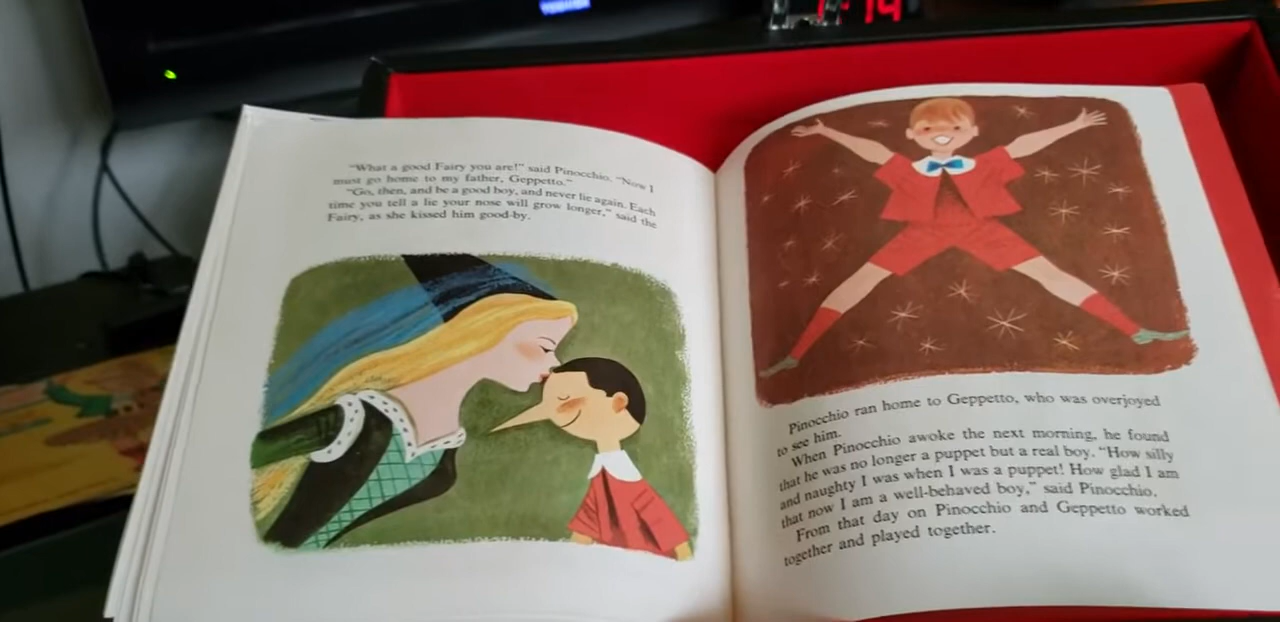 TOSHIBA
"What a good Fairy you are!" said Pinocchio. "Now I
must go home to my father, Geppetto."
"Go, then, and be a good boy, and never lie again. Each
time you tell a lie your nose will grow longer," said the
Fairy, as she kissed him good-by.
Pinocchio ran home to Geppetto, who was overjoyed
to see him.
When Pinocchio awoke the next morning, he found
that he was no longer a puppet but a real boy. "How silly
and naughty I was when I was a puppet! How glad I am
that now I am a well-behaved boy," said Pinocchio.
From that day on Pinocchio and Geppetto worked
together and played together.